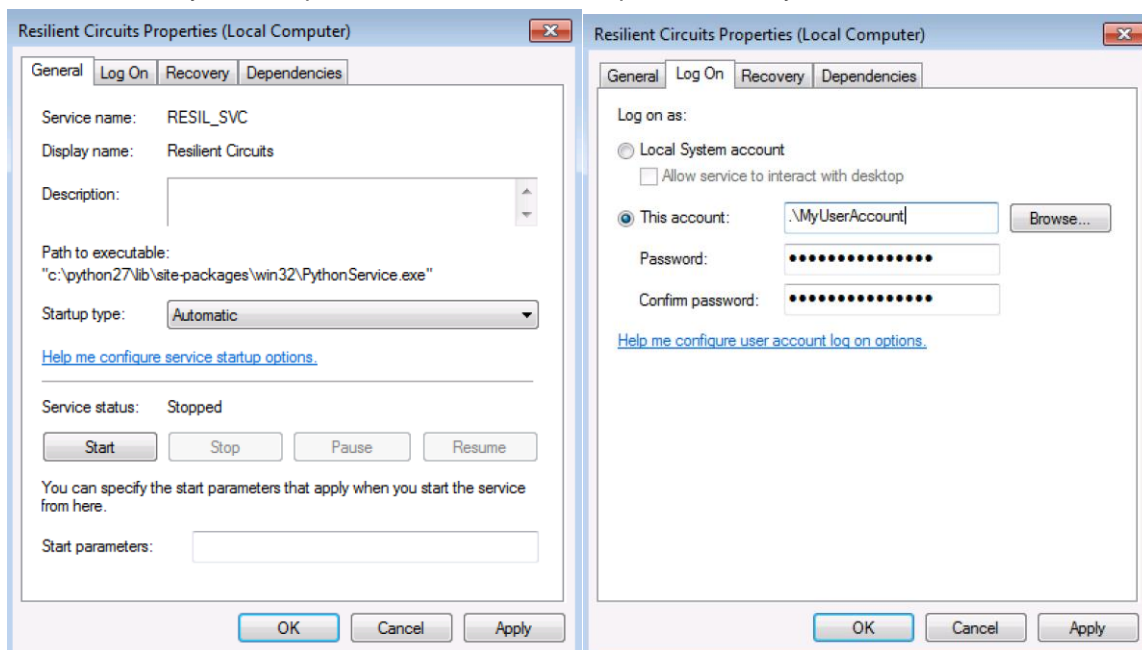 Resilient Circuits Properties (Local Computer)
General Log On Recovery Dependencies
Service name: RESIL_SVC
Display name: Resilient Circuits
Description:
Path to executable:
"c:\python27\lib\site-packages\win32\PythonService.exe"
Startup type: Automatic
Help me configure service startup options.
Service status: Stopped
Start Stop Pause Resume
You can specify the start parameters that apply when you start the service
from here.
Start parameters:
OK Cancel Apply
Resilient Circuits Properties (Local Computer)
General Log On Recovery Dependencies
Log on as:
Local System account
Allow service to interact with desktop
This account: .\MyUserAccount Browse...
Password: •••••••••••••••
Confirm password: •••••••••••••••
Help me configure user account log on options.
OK Cancel Apply